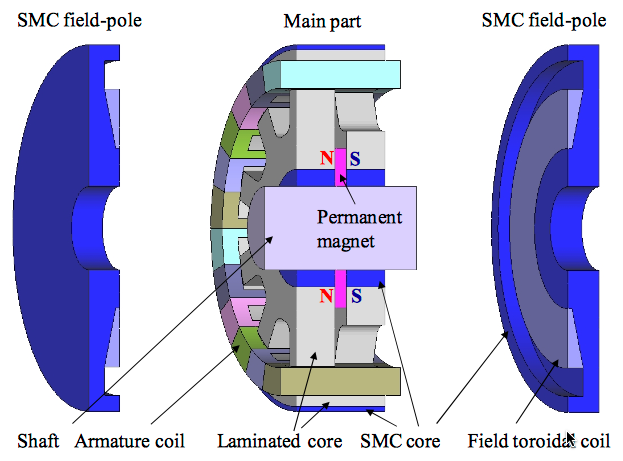 SMC field-pole
Main part
SMC field-pole
N S
Permanent
magnet
N S
Shaft
Armature coil
Laminated core
SMC core
Field toroidal coil